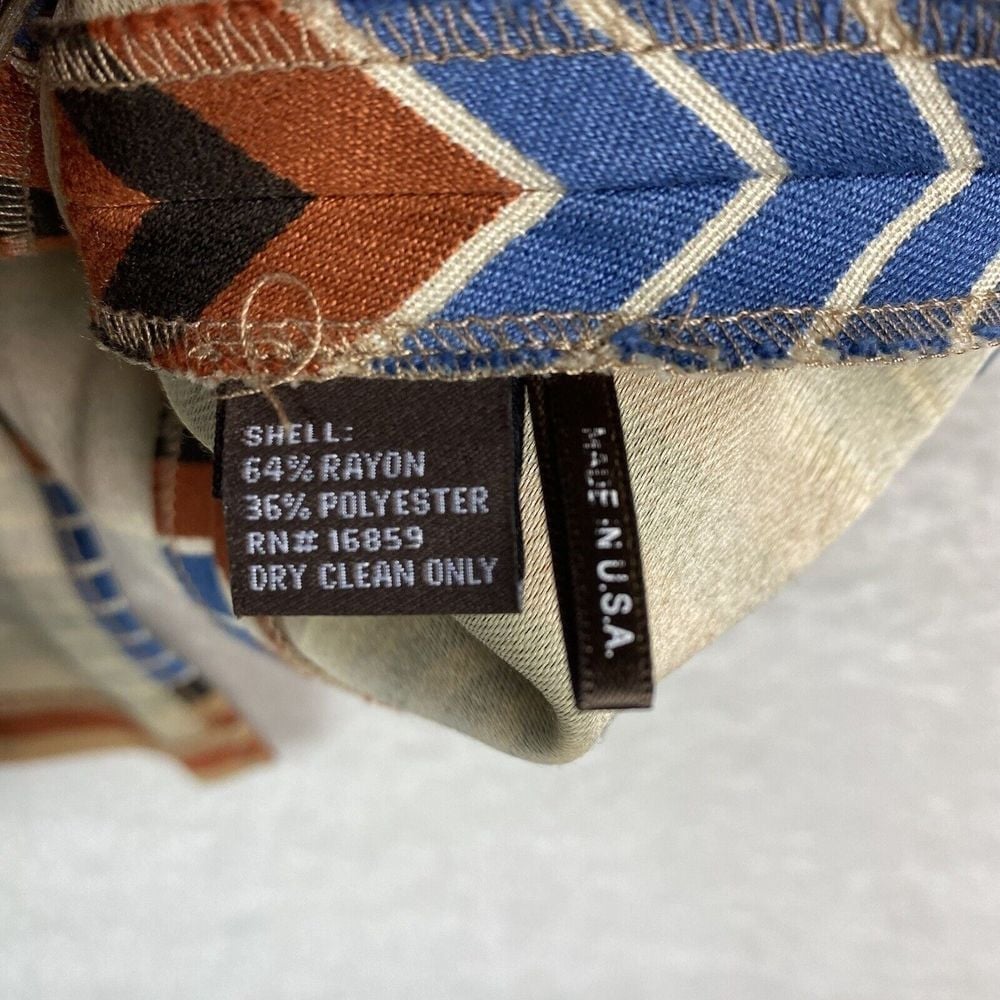 SHELL:
64% RAYON
36% POLYESTER
RN# 16859
DRY CLEAN ONLY
MADE IN U.S.A.